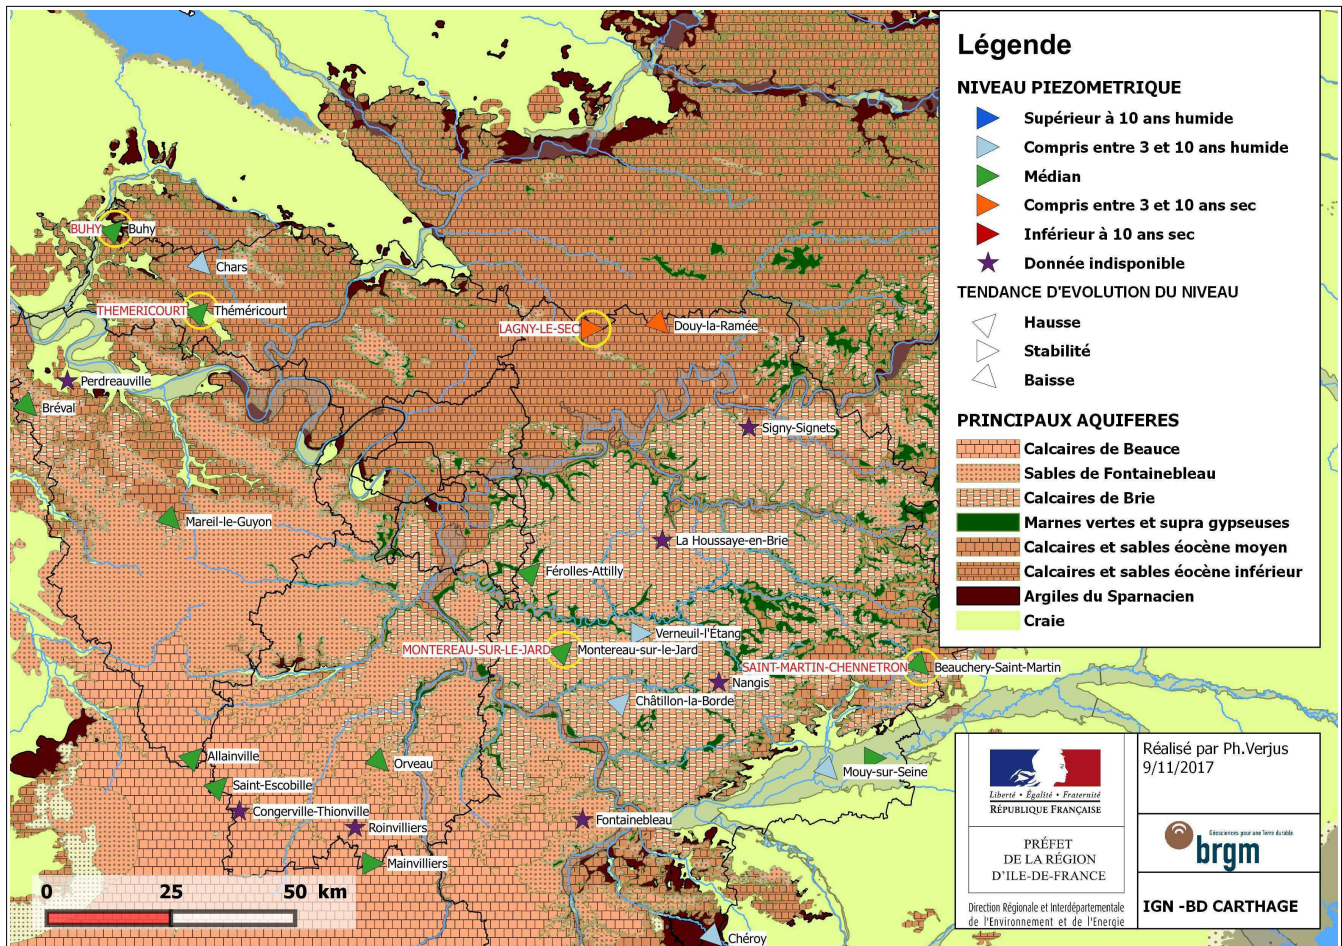 Légende
NIVEAU PIEZOMETRIQUE
Supérieur à 10 ans humide
Compris entre 3 et 10 ans humide
Médian
Compris entre 3 et 10 ans sec
Inférieur à 10 ans sec
Donnée indisponible
TENDANCE D'EVOLUTION DU NIVEAU
Hausse
Stabilité
Baisse
PRINCIPAUX AQUIFERES
Calcaires de Beauce
Sables de Fontainebleau
Calcaires de Brie
Marnes vertes et supra gypseuses
Calcaires et sables éocène moyen
Calcaires et sables éocène inférieur
Argiles du Sparnacien
Craie
BUHY Buhy
Chars
THEMERICOURT Théméricourt
LAGNY-LE-SEC
Douy-la-Ramée
Perdreauville
Bréval
Signy-Signets
Mareil-le-Guyon
La Houssaye-en-Brie
Férolles-Attilly
Verneuil-l'Étang
MONTEREAU-SUR-LE-JARD Montereau-sur-le-Jard
SAINT-MARTIN-CHENNETRON Beauchery-Saint-Martin
Nangis
Châtillon-la-Borde
Allainville
Orveau
Mouy-sur-Seine
Saint-Escobille
Congerville-Thionville
Roinvilliers
Fontainebleau
Mainvilliers
Chéroy
0 25 50 km
Liberté • Égalité • Fraternité
RÉPUBLIQUE FRANÇAISE
PRÉFET
DE LA RÉGION
D'ILE-DE-FRANCE
Direction Régionale et Interdépartementale
de l'Environnement et de l'Energie
Réalisé par Ph.Verjus
9/11/2017
Géosciences pour une Terre durable
brgm
IGN -BD CARTHAGE